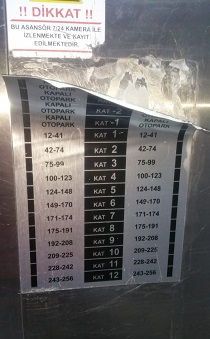 !! DİKKAT !!
BU ASANSÖR 7/24 KAMERA İLE
İZLENMEKTE VE KAYIT
EDİLMEKTEDİR.
OTOPARK
KAPALI KAT -2 KAPALI
OTOPARK OTOPARK
KAPALI KAT -1 KAPALI
OTOPARK OTOPARK
12-41 KAT 1 12-41
42-74 KAT 2 42-74
75-99 KAT 3 75-99
100-123 KAT 4 100-123
124-148 KAT 5 124-148
149-170 KAT 6 149-170
171-174 KAT 7 171-174
175-191 KAT 8 175-191
192-208 KAT 9 192-208
209-225 KAT 10 209-225
228-242 KAT 11 228-242
243-256 KAT 12 243-256